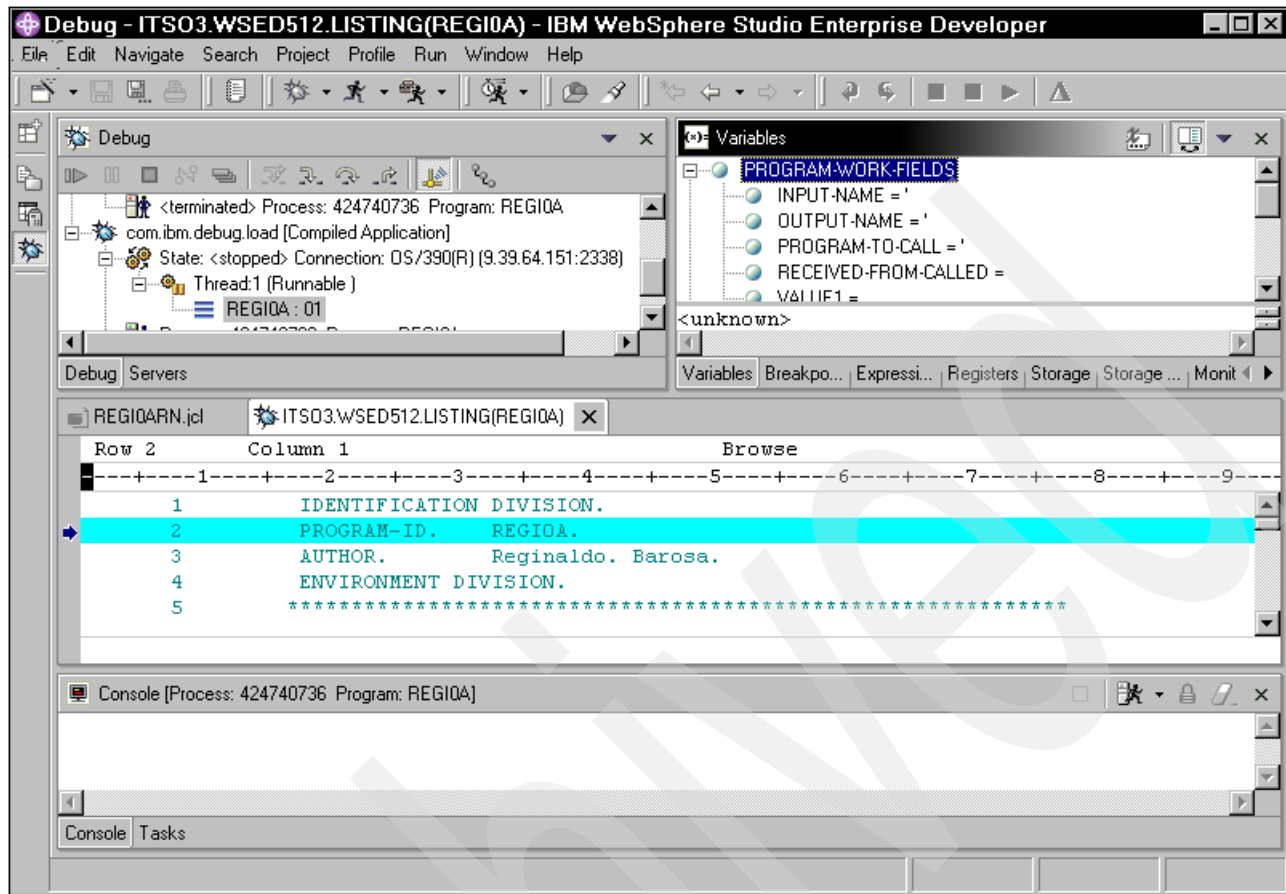 Debug - ITSO3.WSED512.LISTING(REGI0A) - IBM WebSphere Studio Enterprise Developer
File Edit Navigate Search Project Profile Run Window Help
Debug
<terminated> Process: 424740736 Program: REGI0A
com.ibm.debug.load [Compiled Application]
State: <stopped> Connection: OS/390(R) (9.39.64.151:2338)
Thread:1 (Runnable )
REGI0A : 01
Debug Servers
Variables
PROGRAM-WORK-FIELDS
INPUT-NAME = '
OUTPUT-NAME = '
PROGRAM-TO-CALL = '
RECEIVED-FROM-CALLED =
VALUE1 =
<unknown>
Variables Breakpo... Expressi... Registers Storage Storage ... Monit
REGI0ARN.jcl ITSO3.WSED512.LISTING(REGI0A)
Row 2 Column 1 Browse
----+----1----+----2----+----3----+----4----+----5----+----6----+----7----+----8----+----9----
1 IDENTIFICATION DIVISION.
2 PROGRAM-ID. REGI0A.
3 AUTHOR. Reginaldo. Barosa.
4 ENVIRONMENT DIVISION.
5 *************************************************************
Console [Process: 424740736 Program: REGI0A]
Console Tasks